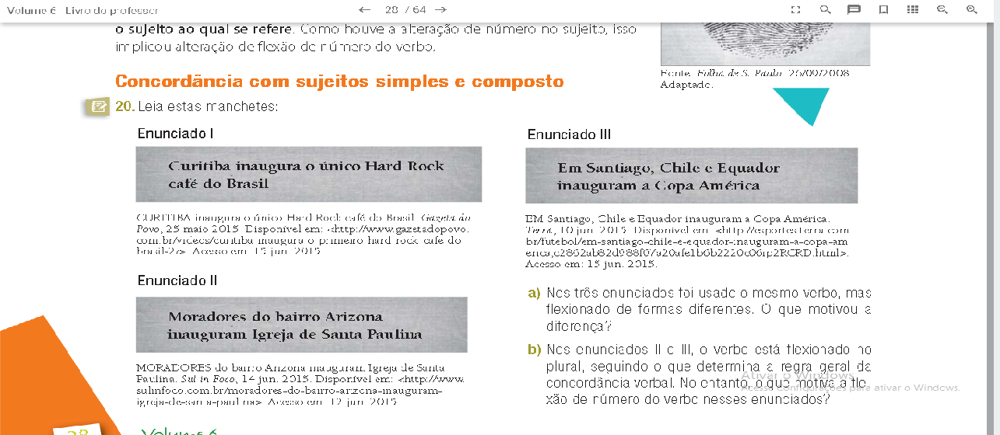 Volume 6 Livro do professor
28 / 64
o sujeito ao qual se refere. Como houve a alteração de número no sujeito, isso
implicou alteração de flexão de número do verbo.
Fonte: Folha de S. Paulo. 26/09/2008.
Adaptado.
Concordância com sujeitos simples e composto
20. Leia estas manchetes:
Enunciado I
Curitiba inaugura o único Hard Rock
café do Brasil
CURITIBA inaugura o único Hard Rock café do Brasil. Gazeta do
Povo, 25 maio 2015. Disponível em: <http://www.gazetadopovo.
com.br/videos/curitiba-inaugura-o-primeiro-hard-rock-cafe-do-
brasil-2/>. Acesso em: 15 jun. 2015.
Enunciado II
Moradores do bairro Arizona
inauguram Igreja de Santa Paulina
MORADORES do bairro Arizona inauguram Igreja de Santa
Paulina. Sul in Foco, 14 jun. 2015. Disponível em: <http://www.
sulinfoco.com.br/moradores-do-bairro-arizona-inauguram-
igreja-de-santa-paulina>. Acesso em: 12 jun. 2015.
Enunciado III
Em Santiago, Chile e Equador
inauguram a Copa América
EM Santiago, Chile e Equador inauguram a Copa América.
Terra, 10 jun. 2015. Disponível em: <http://esportes.terra.com.
br/futebol/em-santiago-chile-e-equador-inauguram-a-copa-am
Acesso em: 15 jun. 2015.
a) Nos três enunciados foi usado o mesmo verbo, mas
flexionado de formas diferentes. O que motivou a
diferença?
b) Nos enunciados II e III, o verbo está flexionado no
plural, seguindo o que determina a regra geral da
concordância verbal. No entanto, o que motiva a fle-
xão de número do verbo nesses enunciados?
Ativar o Windows
Acesse Configurações para ativar o Windows.
28
Volume 6